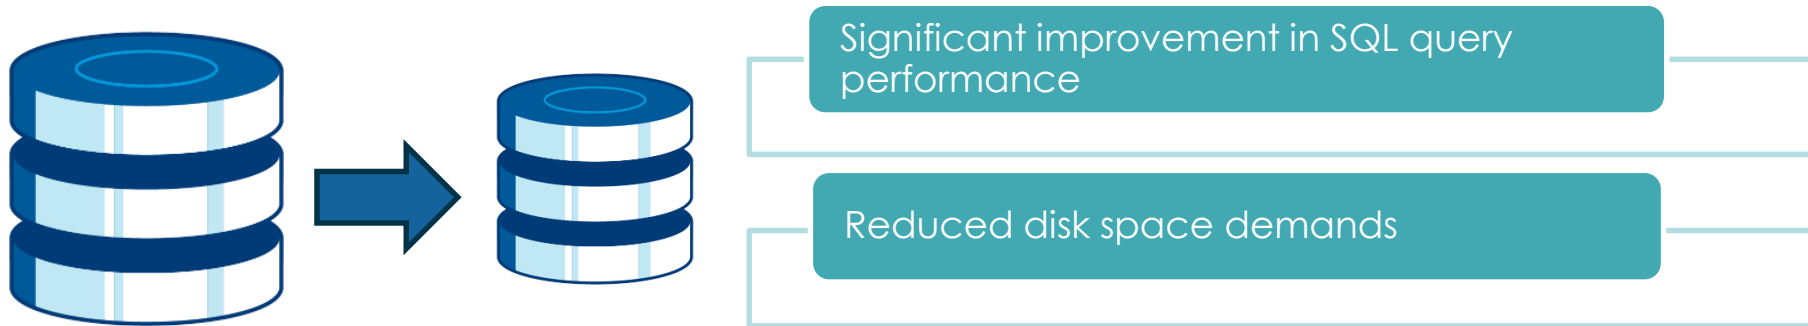 Significant improvement in SQL query
performance
Reduced disk space demands